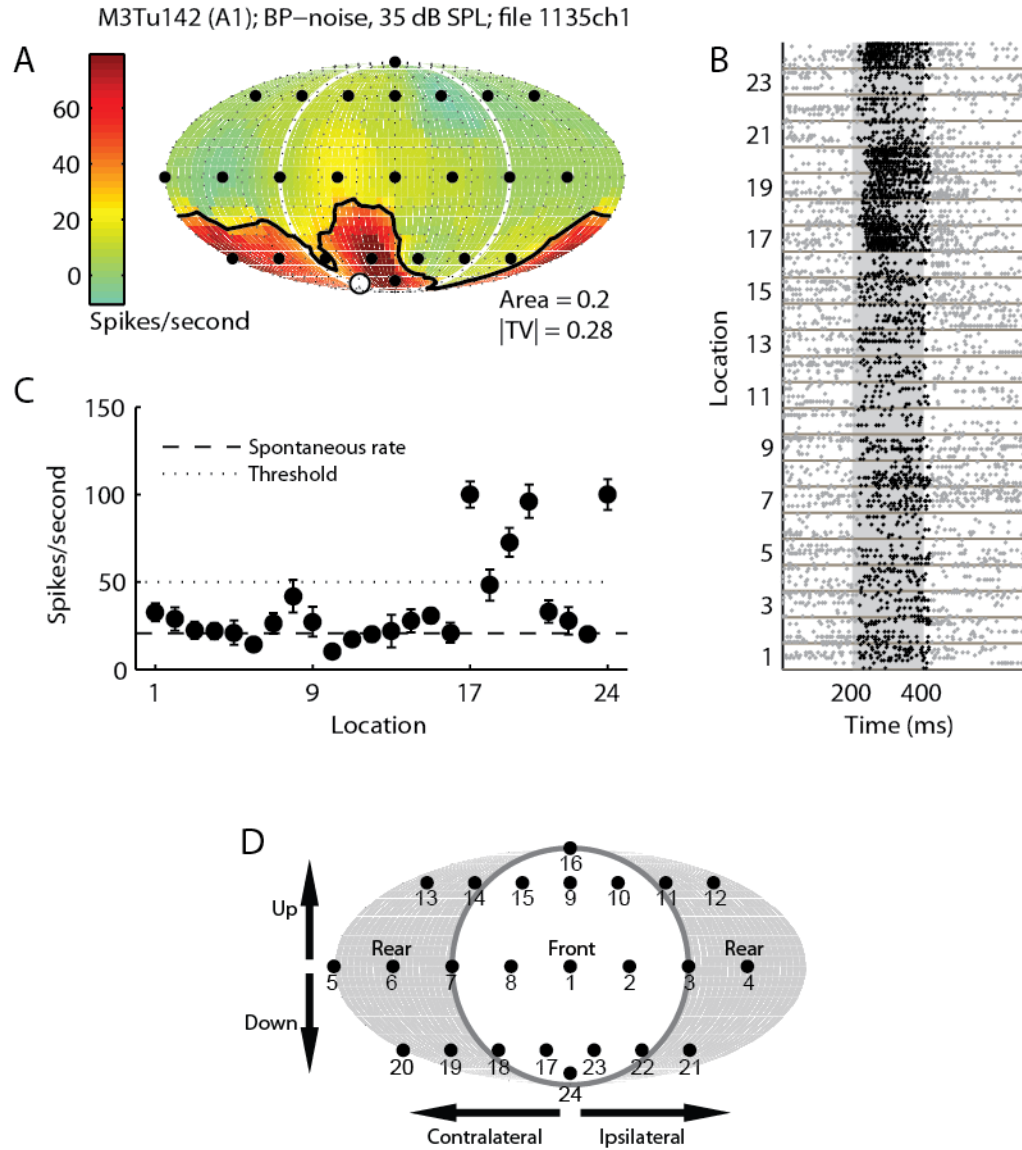 M3Tu142 (A1); BP−noise, 35 dB SPL; file 1135ch1
A
60
40
20
0
Spikes/second
Area = 0.2
|TV| = 0.28
B
23
21
19
17
15
13
11
9
7
5
3
1
Location
200 400
Time (ms)
C
150
100
50
0
Spikes/second
Spontaneous rate
Threshold
1 9 17 24
Location
D
Up
Down
16
13 14 15 9 10 11 12
Rear Front Rear
5 6 7 8 1 2 3 4
20 19 18 17 23 22 21
24
Contralateral Ipsilateral